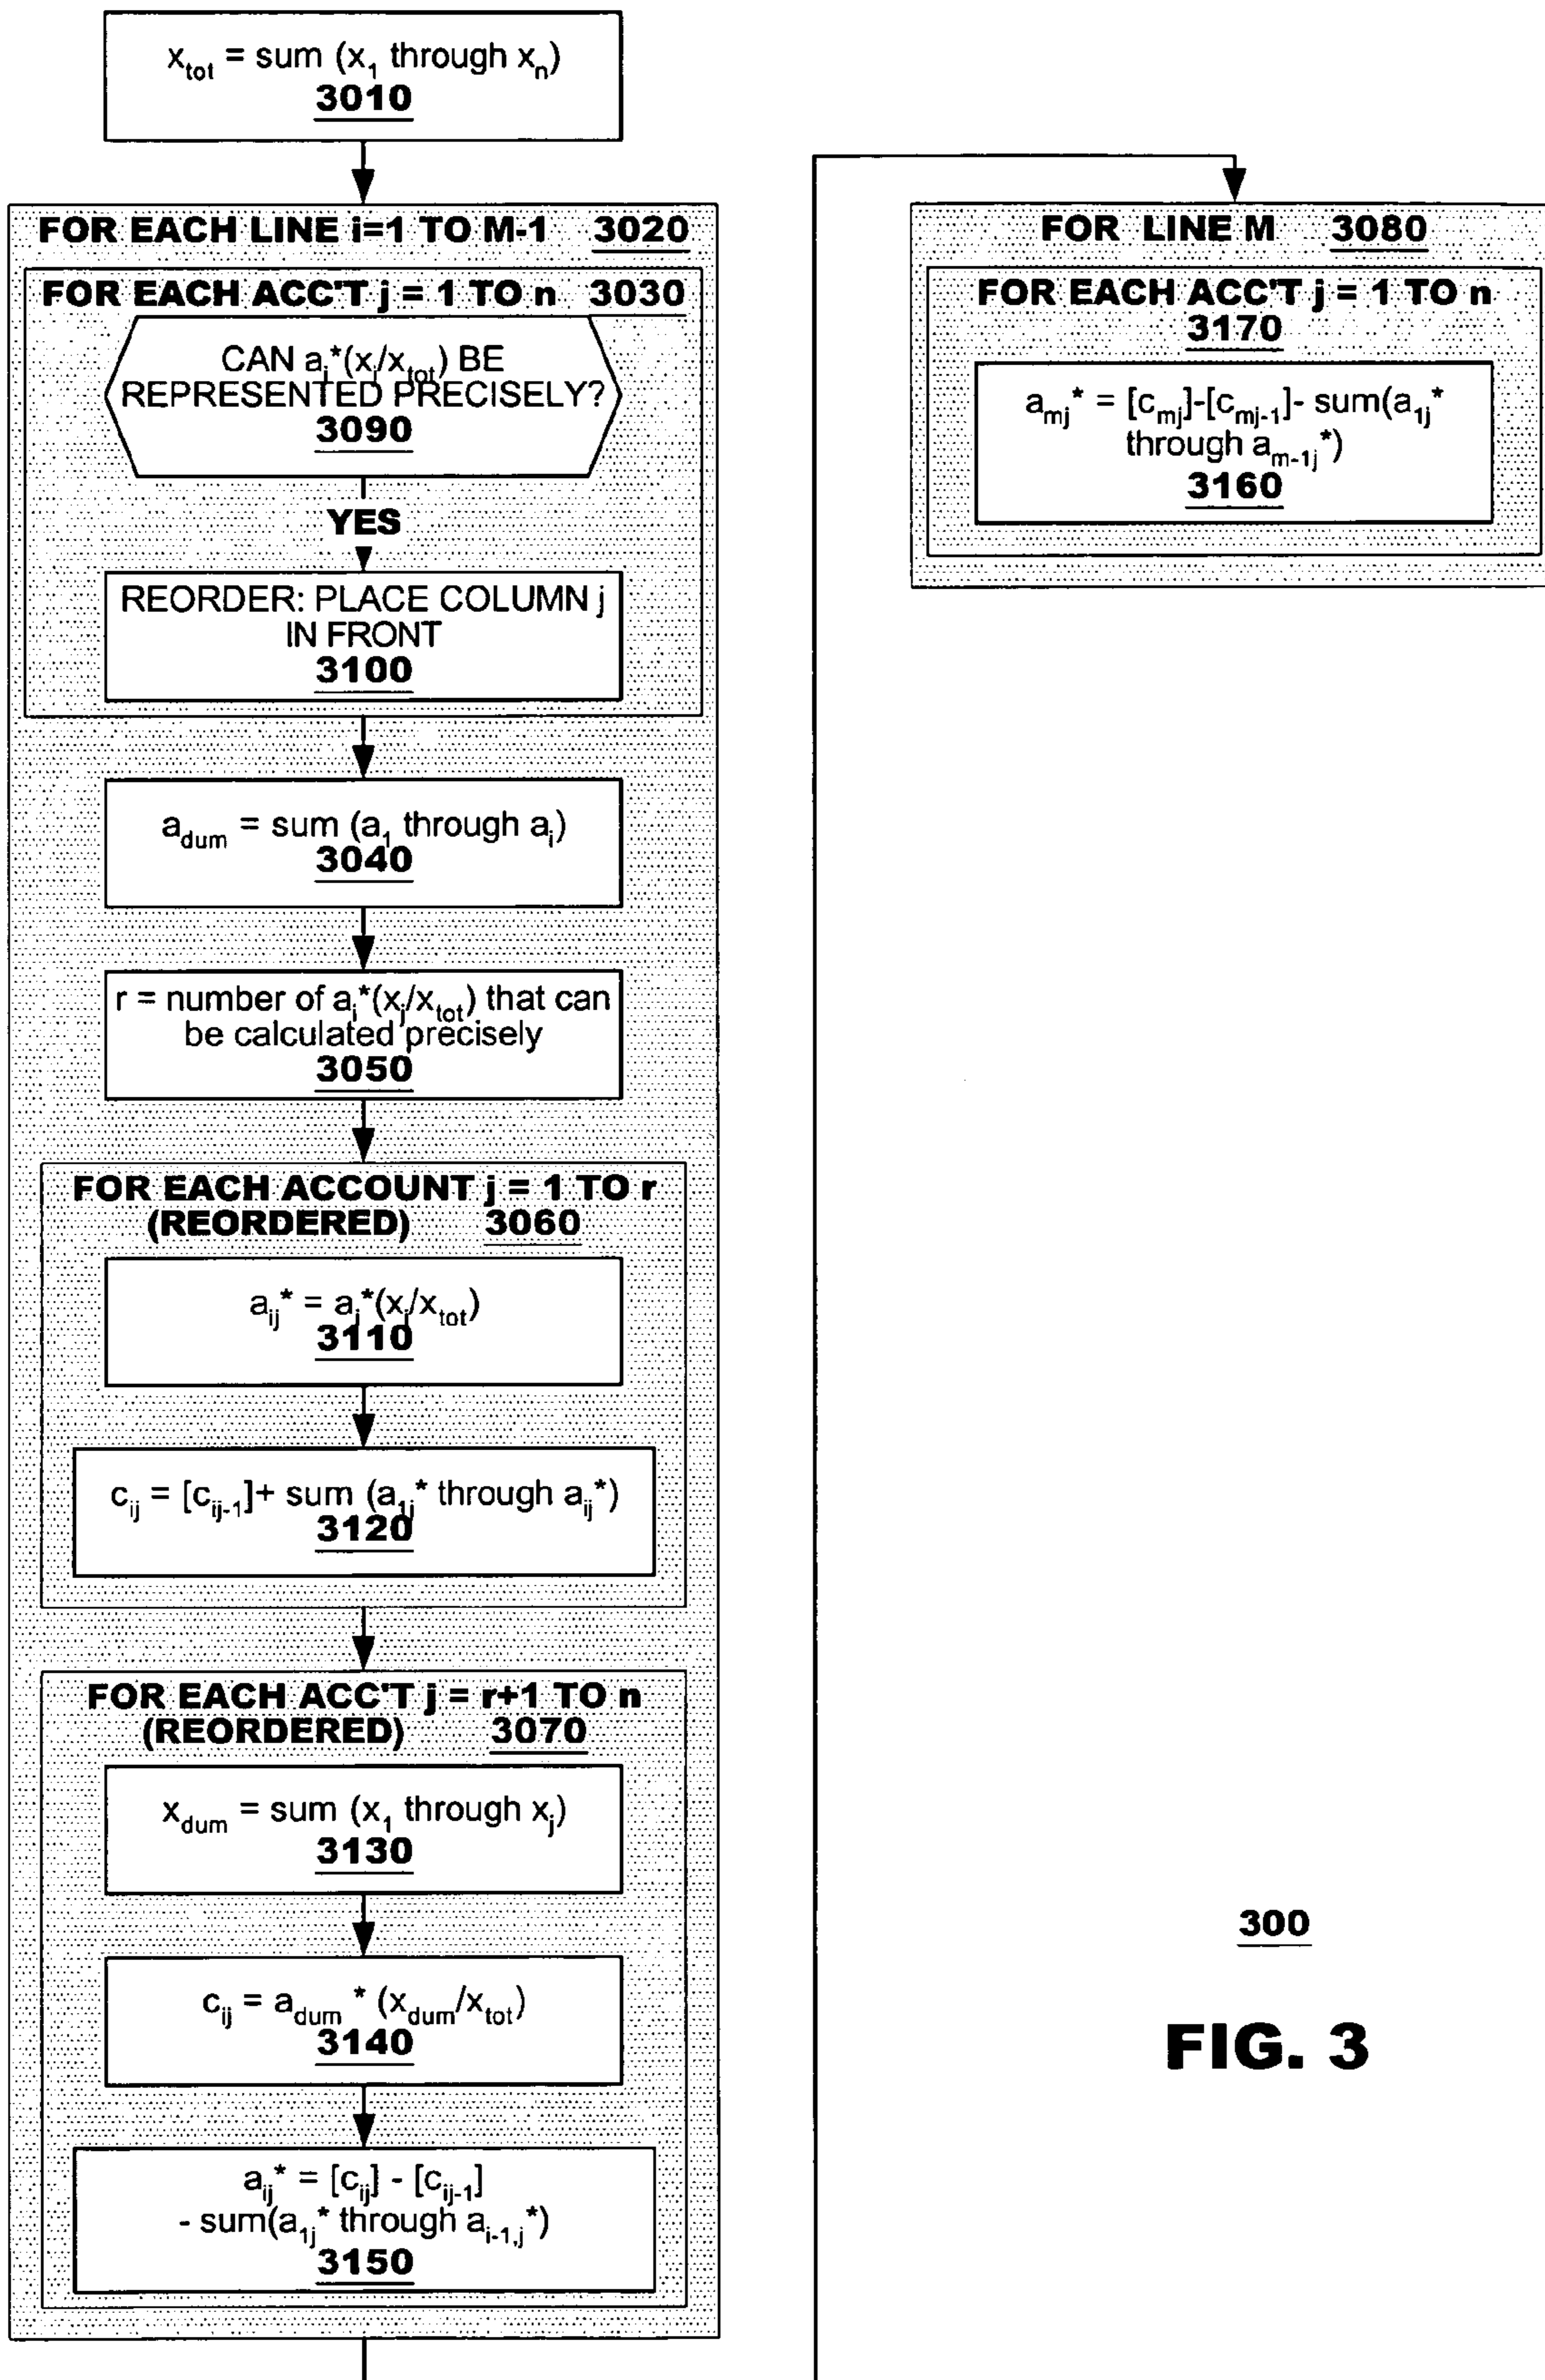 x_tot = sum (x_1 through x_n)
3010
FOR EACH LINE i=1 TO M-1 3020
FOR EACH ACC'T j = 1 TO n 3030
CAN a_i*(x_j/x_tot) BE
REPRESENTED PRECISELY?
3090
YES
REORDER: PLACE COLUMN j
IN FRONT
3100
a_dum = sum (a_1 through a_i)
3040
r = number of a_i*(x_j/x_tot) that can
be calculated precisely
3050
FOR EACH ACCOUNT j = 1 TO r
(REORDERED) 3060
a_ij* = a_i*(x_j/x_tot)
3110
c_ij = [c_ij-1]+ sum (a_1j* through a_ij*)
3120
FOR EACH ACC'T j = r+1 TO n
(REORDERED) 3070
x_dum = sum (x_1 through x_j)
3130
c_ij = a_dum * (x_dum/x_tot)
3140
a_ij* = [c_ij] - [c_ij-1]
- sum(a_1j* through a_i-1,j*)
3150
FOR LINE M 3080
FOR EACH ACC'T j = 1 TO n
3170
a_mj* = [c_mj]-[c_mj-1]- sum(a_1j*
through a_m-1j*)
3160
300
FIG. 3